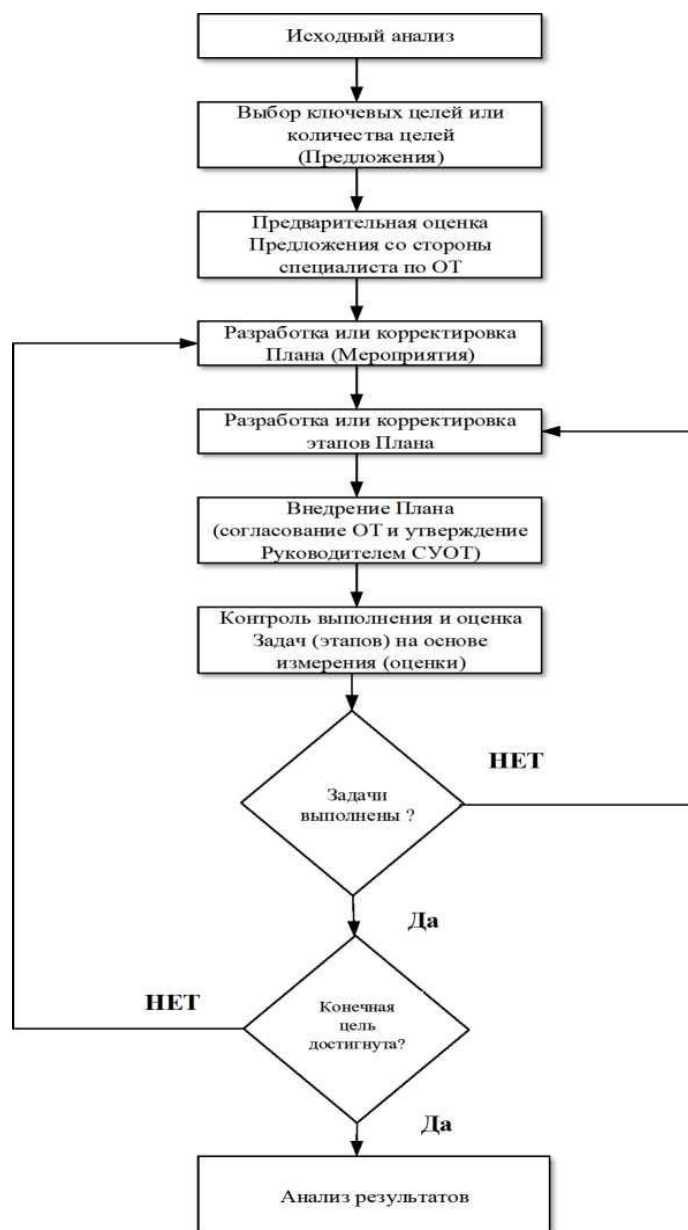 Исходный анализ
Выбор ключевых целей или
количества целей
(Предложения)
Предварительная оценка
Предложения со стороны
специалиста по ОТ
Разработка или корректировка
Плана (Мероприятия)
Разработка или корректировка
этапов Плана
Внедрение Плана
(согласование ОТ и утверждение
Руководителем СУОТ)
Контроль выполнения и оценка
Задач (этапов) на основе
измерения (оценки)
НЕТ
Задачи
выполнены ?
Да
НЕТ
Конечная
цель
достигнута?
Да
Анализ результатов